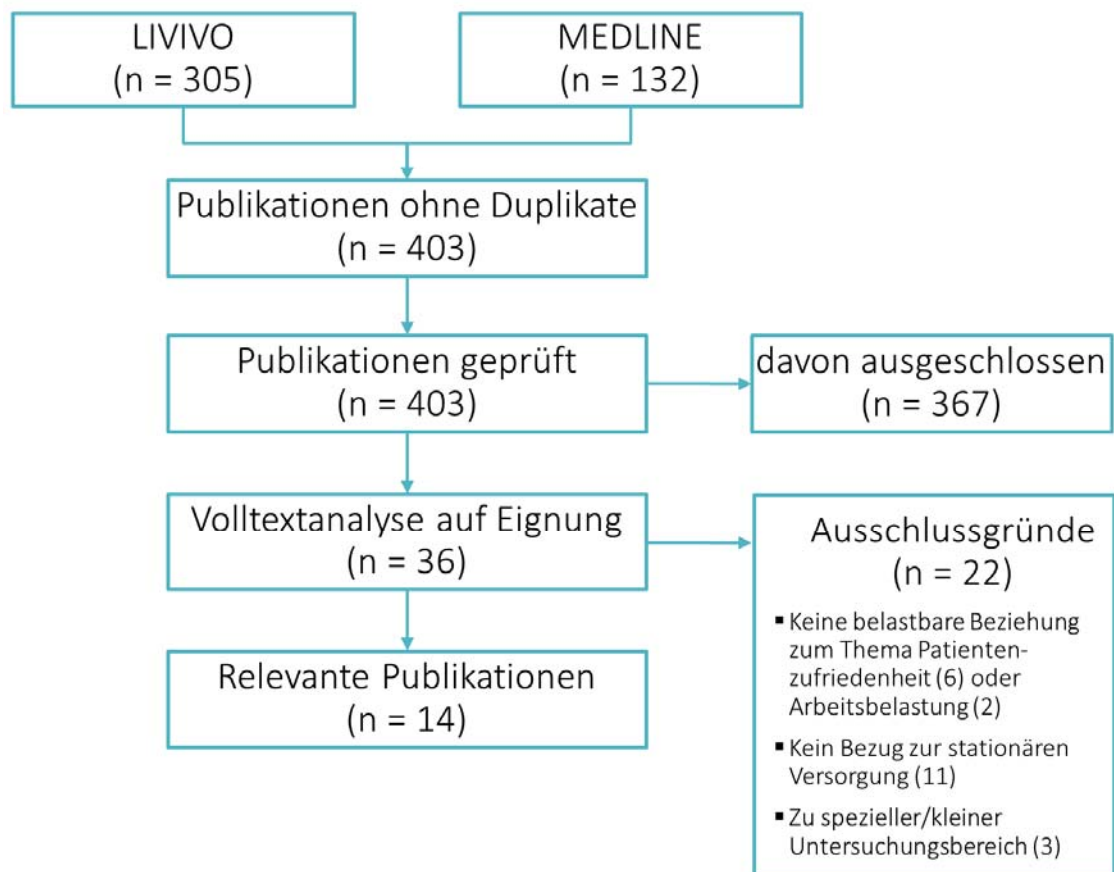 LIVIVO
(n = 305)
MEDLINE
(n = 132)
Publikationen ohne Duplikate
(n = 403)
Publikationen geprüft
(n = 403)
davon ausgeschlossen
(n = 367)
Volltextanalyse auf Eignung
(n = 36)
Ausschlussgründe
(n = 22)
▪ Keine belastbare Beziehung
zum Thema Patienten-
zufriedenheit (6) oder
Arbeitsbelastung (2)
▪ Kein Bezug zur stationären
Versorgung (11)
▪ Zu spezieller/kleiner
Untersuchungsbereich (3)
Relevante Publikationen
(n = 14)